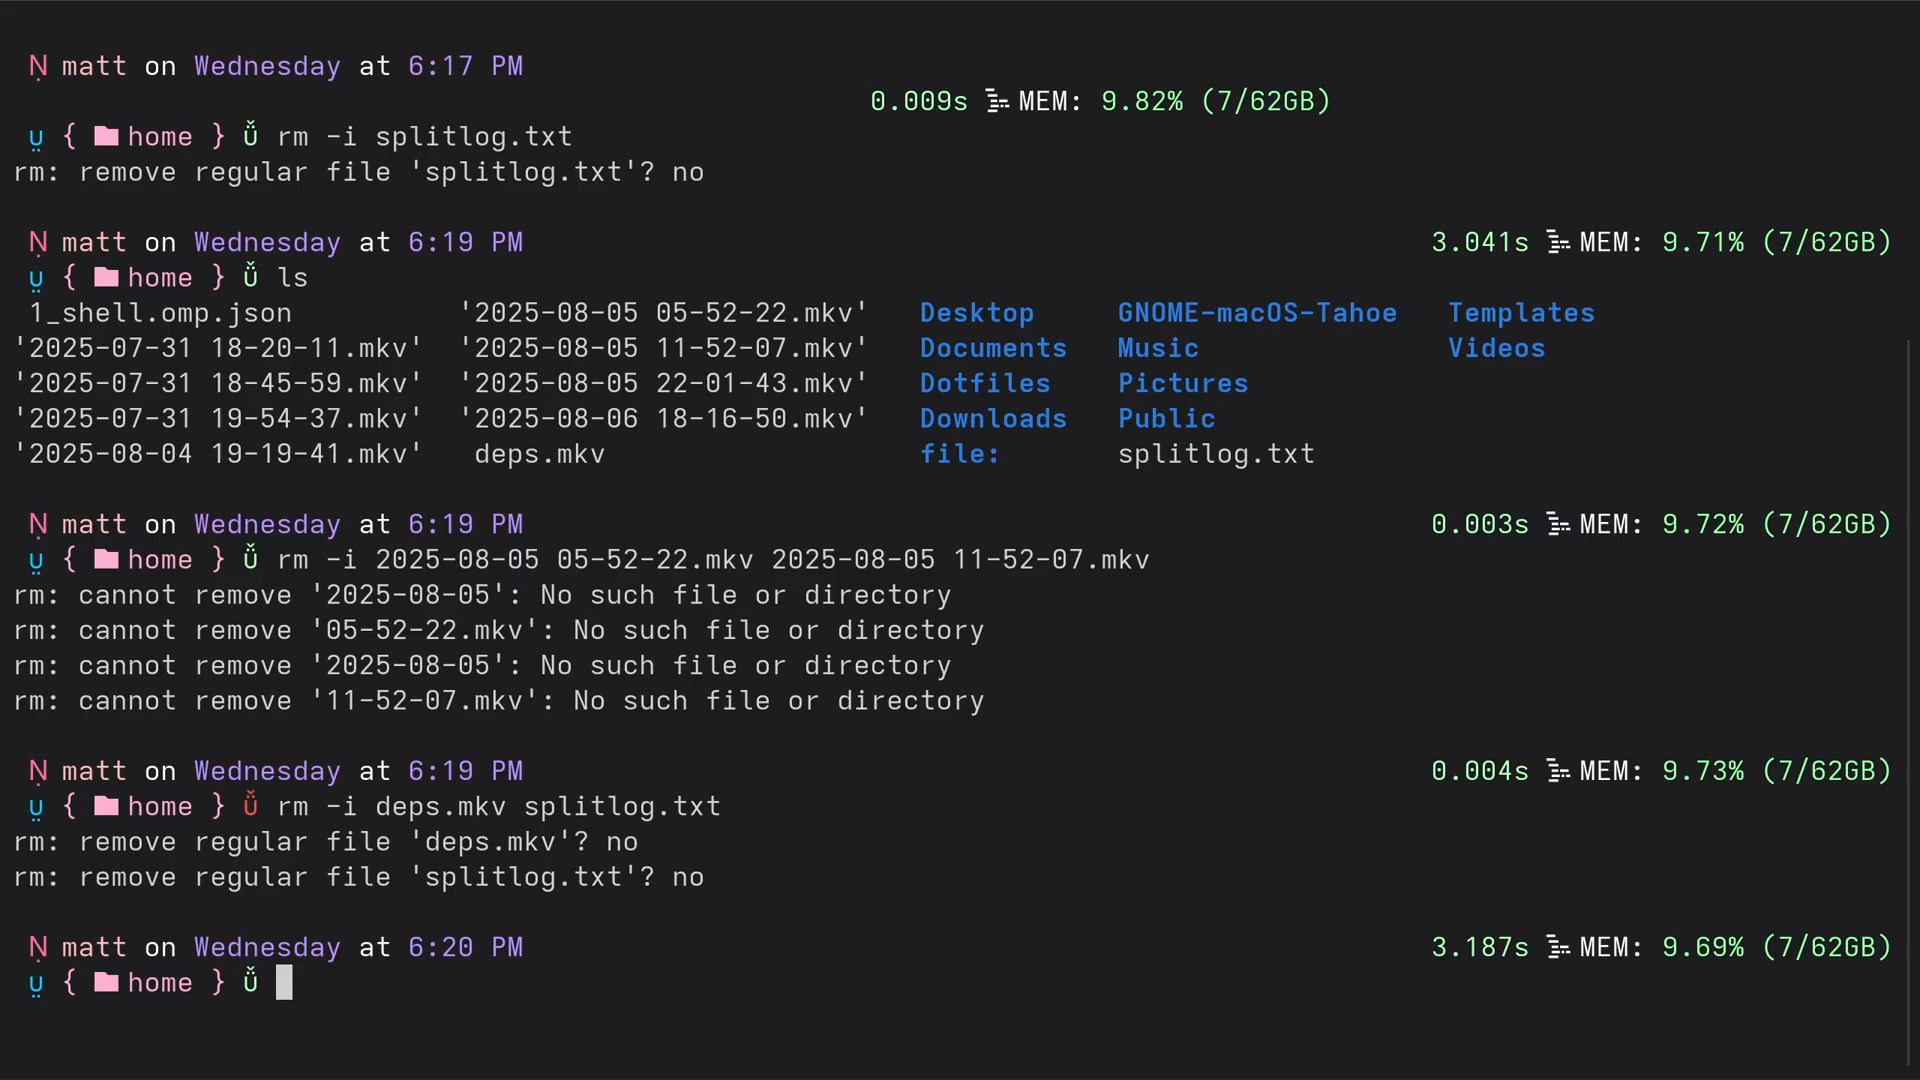 Ṇ matt on Wednesday at 6:17 PM
0.009s MEM: 9.82% (7/62GB)
ṳ { home } Ǚ rm -i splitlog.txt
rm: remove regular file 'splitlog.txt'? no
Ṇ matt on Wednesday at 6:19 PM 3.041s MEM: 9.71% (7/62GB)
ṳ { home } Ǚ ls
1_shell.omp.json '2025-08-05 05-52-22.mkv' Desktop GNOME-macOS-Tahoe Templates
'2025-07-31 18-20-11.mkv' '2025-08-05 11-52-07.mkv' Documents Music Videos
'2025-07-31 18-45-59.mkv' '2025-08-05 22-01-43.mkv' Dotfiles Pictures
'2025-07-31 19-54-37.mkv' '2025-08-06 18-16-50.mkv' Downloads Public
'2025-08-04 19-19-41.mkv' deps.mkv file: splitlog.txt
Ṇ matt on Wednesday at 6:19 PM 0.003s MEM: 9.72% (7/62GB)
ṳ { home } Ǚ rm -i 2025-08-05 05-52-22.mkv 2025-08-05 11-52-07.mkv
rm: cannot remove '2025-08-05': No such file or directory
rm: cannot remove '05-52-22.mkv': No such file or directory
rm: cannot remove '2025-08-05': No such file or directory
rm: cannot remove '11-52-07.mkv': No such file or directory
Ṇ matt on Wednesday at 6:19 PM 0.004s MEM: 9.73% (7/62GB)
ṳ { home } Ǚ rm -i deps.mkv splitlog.txt
rm: remove regular file 'deps.mkv'? no
rm: remove regular file 'splitlog.txt'? no
Ṇ matt on Wednesday at 6:20 PM 3.187s MEM: 9.69% (7/62GB)
ṳ { home } Ǚ